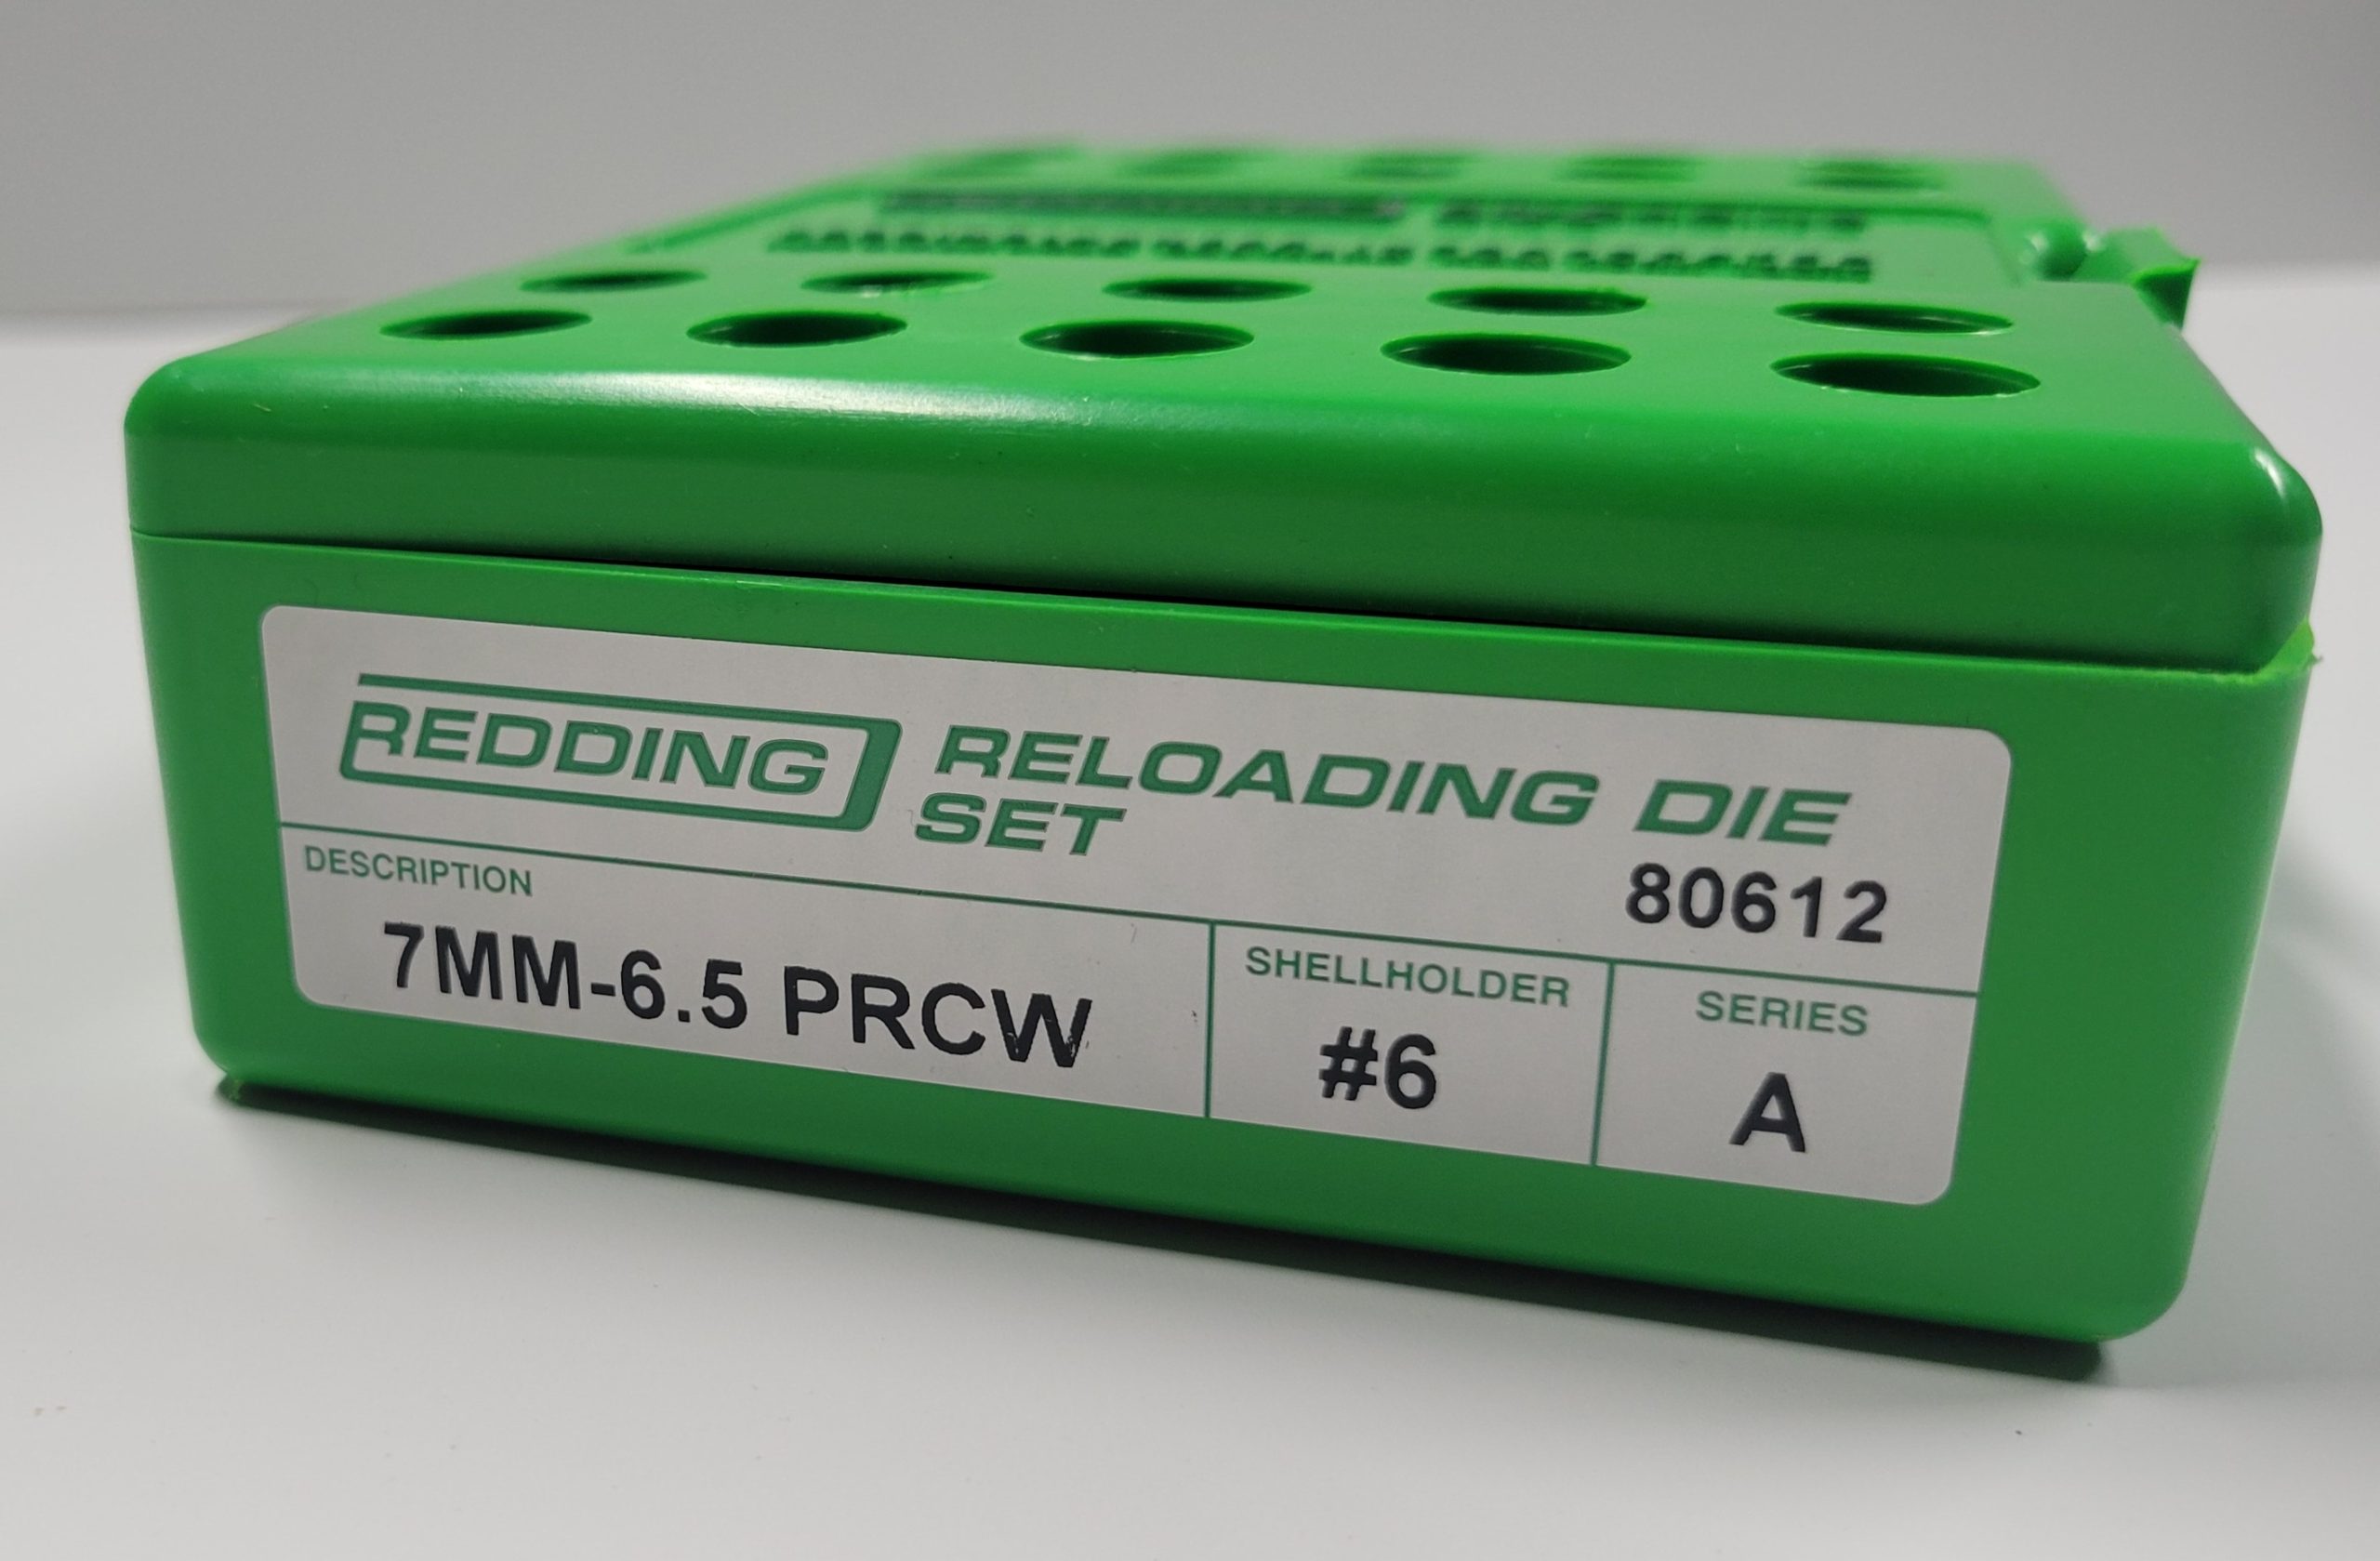 REDDING RELOADING DIE
SET
80612
DESCRIPTION
7MM-6.5 PRCW
SHELLHOLDER
#6
SERIES
A